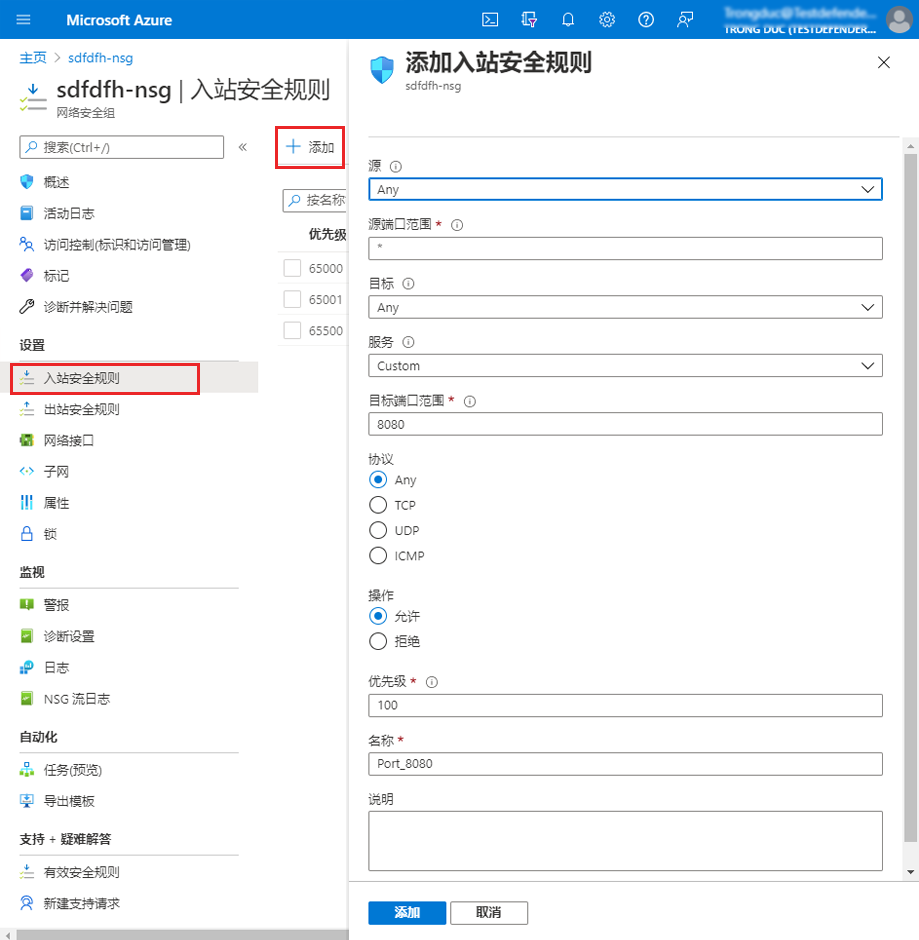 Microsoft Azure
TRONG DUC (TESTDEFENDER...
主页 > sdfdfh-nsg
sdfdfh-nsg | 入站安全规则
网络安全组
搜索(Ctrl+/)
«
概述
活动日志
访问控制(标识和访问管理)
标记
诊断并解决问题
设置
入站安全规则
出站安全规则
网络接口
子网
属性
锁
监视
警报
诊断设置
日志
NSG 流日志
自动化
任务(预览)
导出模板
支持 + 疑难解答
有效安全规则
新建支持请求
添加
按名称
优先级
65000
65001
65500
添加入站安全规则
sdfdfh-nsg
源
Any
源端口范围 *
*
目标
Any
服务
Custom
目标端口范围 *
8080
协议
Any
TCP
UDP
ICMP
操作
允许
拒绝
优先级 *
100
名称 *
Port_8080
说明
添加
取消